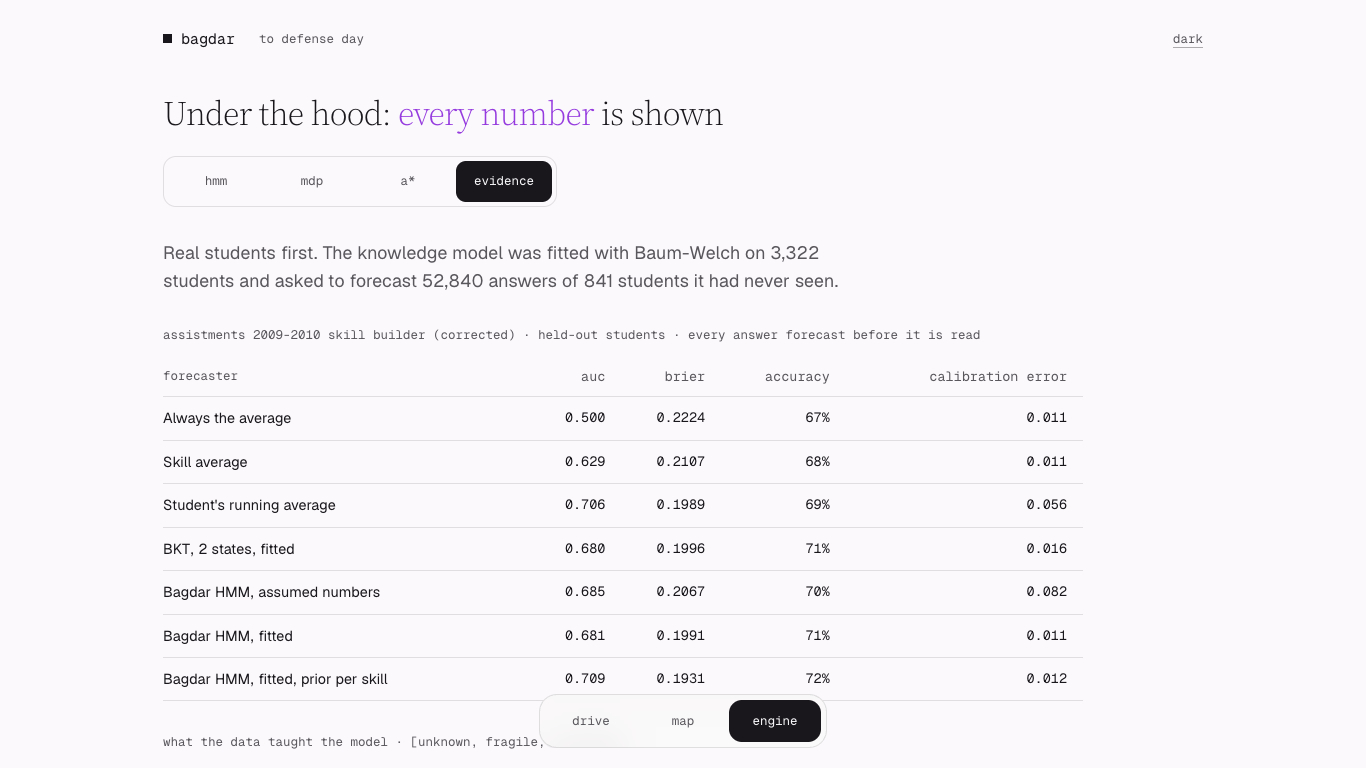 bagdar to defense day dark
Under the hood: every number is shown
hmm mdp a* evidence
Real students first. The knowledge model was fitted with Baum-Welch on 3,322
students and asked to forecast 52,840 answers of 841 students it had never seen.
assistments 2009-2010 skill builder (corrected) · held-out students · every answer forecast before it is read
forecaster auc brier accuracy calibration error
Always the average 0.500 0.2224 67% 0.011
Skill average 0.629 0.2107 68% 0.011
Student's running average 0.706 0.1989 69% 0.056
BKT, 2 states, fitted 0.680 0.1996 71% 0.016
Bagdar HMM, assumed numbers 0.685 0.2067 70% 0.082
Bagdar HMM, fitted 0.681 0.1991 71% 0.011
Bagdar HMM, fitted, prior per skill 0.709 0.1931 72% 0.012
drive map engine
what the data taught the model · [unknown, fragile,